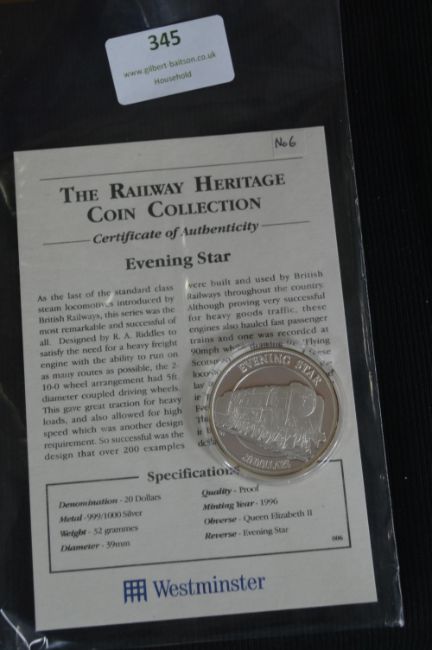 345
www.gilbert-baitson.co.uk
Household
No 6
THE RAILWAY HERITAGE
COIN COLLECTION
Certificate of Authenticity
Evening Star
As the last of the standard class
steam locomotives introduced by
British Railways, this series was the
most remarkable and successful of
all. Designed by R. A. Riddles to
satisfy the need for a heavy freight
engine with the ability to run on
as many routes as possible, the 2-
10-0 wheel arrangement had 5ft.
diameter coupled driving wheels.
This gave great traction for heavy
loads, and also allowed for high
speed which was another design
requirement. So successful was the
design that over 200 examples
were built and used by British
Railways throughout the country.
Although proving very successful
for heavy goods traffic, these
engines also hauled fast passenger
trains and one was recorded at
90mph
EVENING STAR
20 DOLLARS
Specifications
Denomination - 20 Dollars
Metal - 999/1000 Silver
Weight - 32 grammes
Diameter - 39mm
Quality - Proof
Minting Year - 1996
Obverse - Queen Elizabeth II
Reverse - Evening Star
006
Westminster